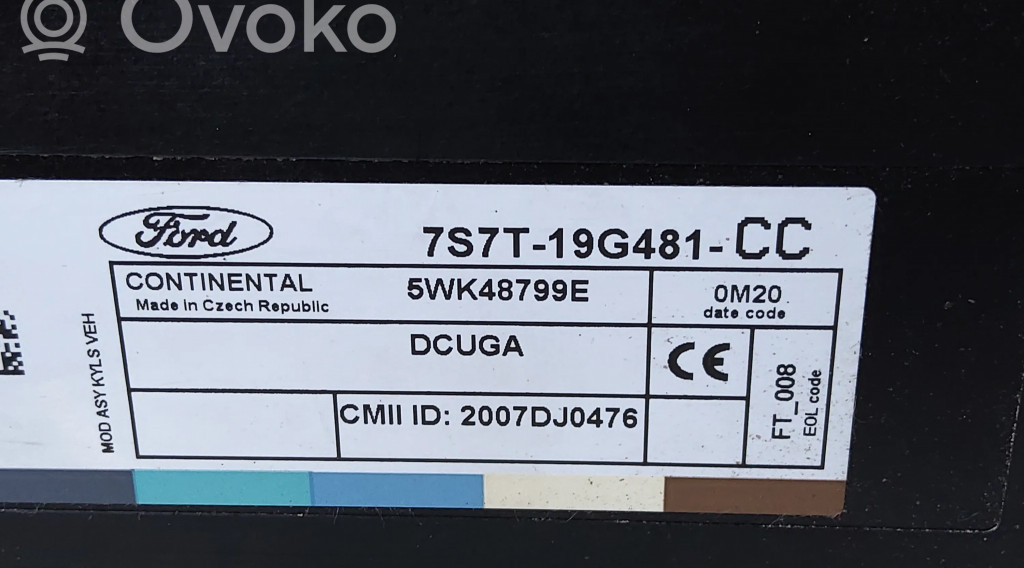 Ovoko
Ford
7S7T-19G481-CC
CONTINENTAL
Made in Czech Republic
5WK48799E
0M20
date code
DCUGA
CE
FT_008
EOL code
CMII ID: 2007DJ0476
MOD ASY KYLS VEH